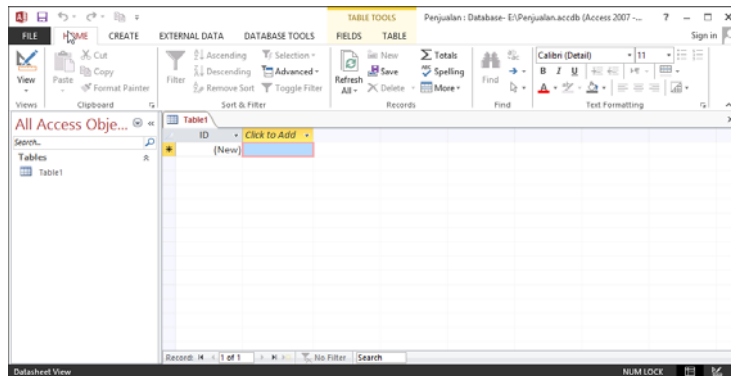 TABLE TOOLS Penjualan : Database- E:\Penjualan.accdb (Access 2007 -... ?
FILE HOME CREATE EXTERNAL DATA DATABASE TOOLS FIELDS TABLE Sign in
View
Views
Paste
Cut
Copy
Format Painter
Clipboard
Filter
Ascending
Descending
Remove Sort
Selection
Advanced
Toggle Filter
Sort & Filter
Refresh
All
New
Save
Delete
Totals
Spelling
More
Records
Find
Find
Calibri (Detail) 11
B I U
A
Text Formatting
All Access Obje...
Search..
Tables
Table1
Table1
ID Click to Add
(New)
Record: 1 of 1 No Filter Search
Datasheet View NUM LOCK